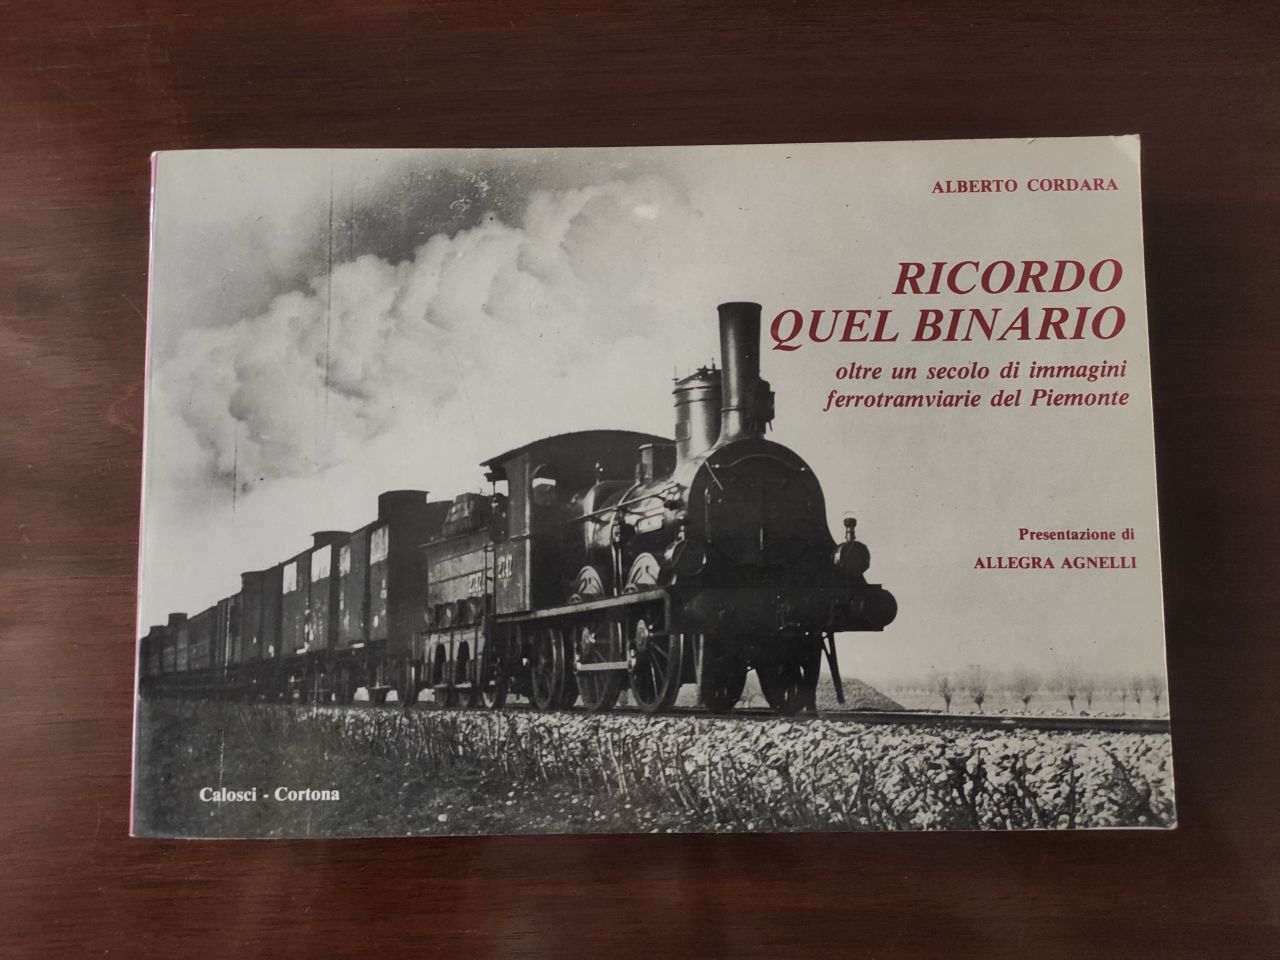 ALBERTO CORDARA
RICORDO
QUEL BINARIO
oltre un secolo di immagini
ferrotramviarie del Piemonte
Presentazione di
ALLEGRA AGNELLI
Calosci - Cortona